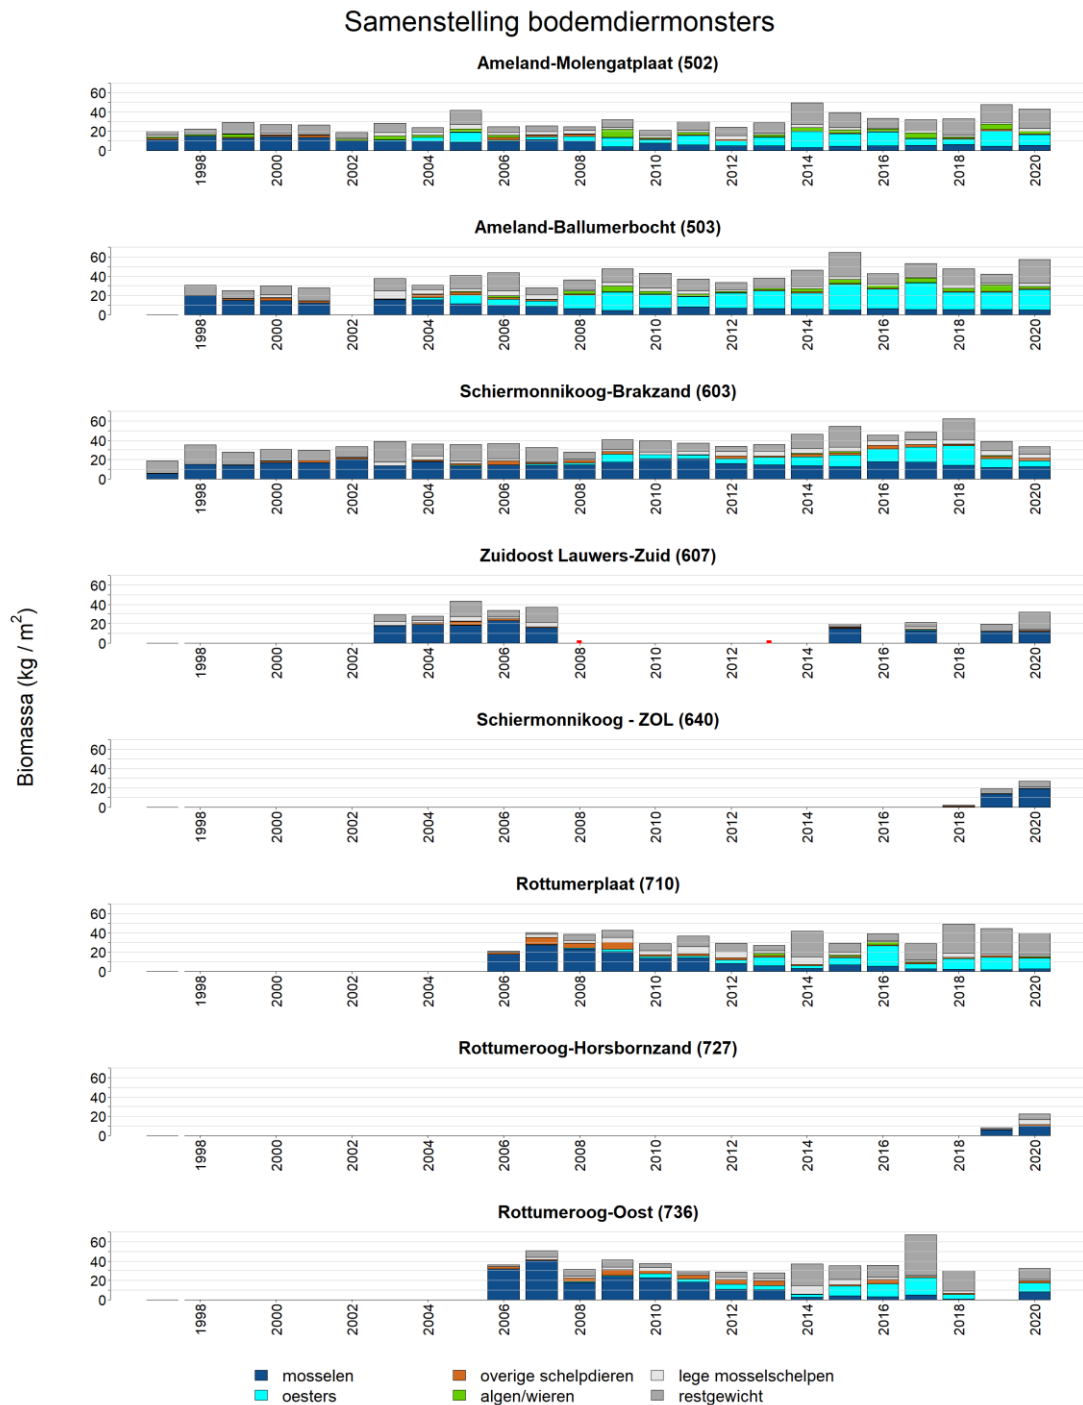 Samenstelling bodemdiermonsters
Biomassa (kg / m²)
Ameland-Molengatplaat (502)
60
40
20
0
1998 2000 2002 2004 2006 2008 2010 2012 2014 2016 2018 2020
Ameland-Ballumerbocht (503)
60
40
20
0
1998 2000 2002 2004 2006 2008 2010 2012 2014 2016 2018 2020
Schiermonnikoog-Brakzand (603)
60
40
20
0
1998 2000 2002 2004 2006 2008 2010 2012 2014 2016 2018 2020
Zuidoost Lauwers-Zuid (607)
60
40
20
0
1998 2000 2002 2004 2006 2008 2010 2012 2014 2016 2018 2020
Schiermonnikoog - ZOL (640)
60
40
20
0
1998 2000 2002 2004 2006 2008 2010 2012 2014 2016 2018 2020
Rottumerplaat (710)
60
40
20
0
1998 2000 2002 2004 2006 2008 2010 2012 2014 2016 2018 2020
Rottumeroog-Horsbornzand (727)
60
40
20
0
1998 2000 2002 2004 2006 2008 2010 2012 2014 2016 2018 2020
Rottumeroog-Oost (736)
60
40
20
0
1998 2000 2002 2004 2006 2008 2010 2012 2014 2016 2018 2020
mosselen overige schelpdieren lege mosselschelpen
oesters algen/wieren restgewicht